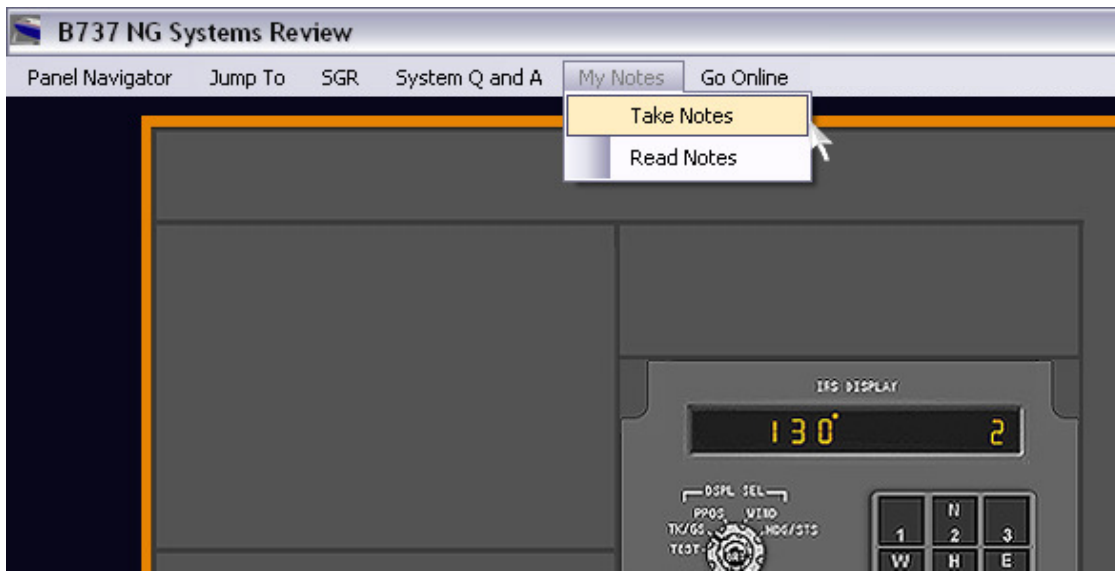 B737 NG Systems Review
Panel Navigator Jump To SGR System Q and A My Notes Go Online
Take Notes
Read Notes
IRS DISPLAY
130° 2
DSPL SEL
PPOS WIND
TK/GS HDG/STS
TEST
BRT
N
1 2 3
W H E